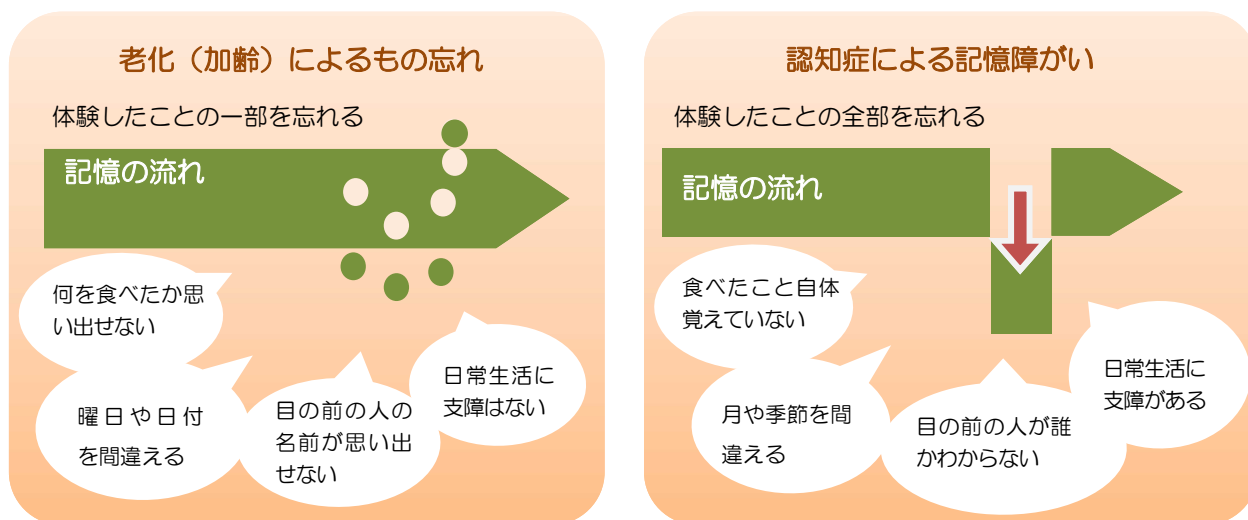 老化（加齢）によるもの忘れ
体験したことの一部を忘れる
記憶の流れ
何を食べたか思
い出せない
曜日や日付
を間違える
目の前の人の
名前が思い出
せない
日常生活に
支障はない
認知症による記憶障がい
体験したことの全部を忘れる
記憶の流れ
食べたこと自体
覚えていない
月や季節を間
違える
目の前の人が誰
かわからない
日常生活に
支障がある